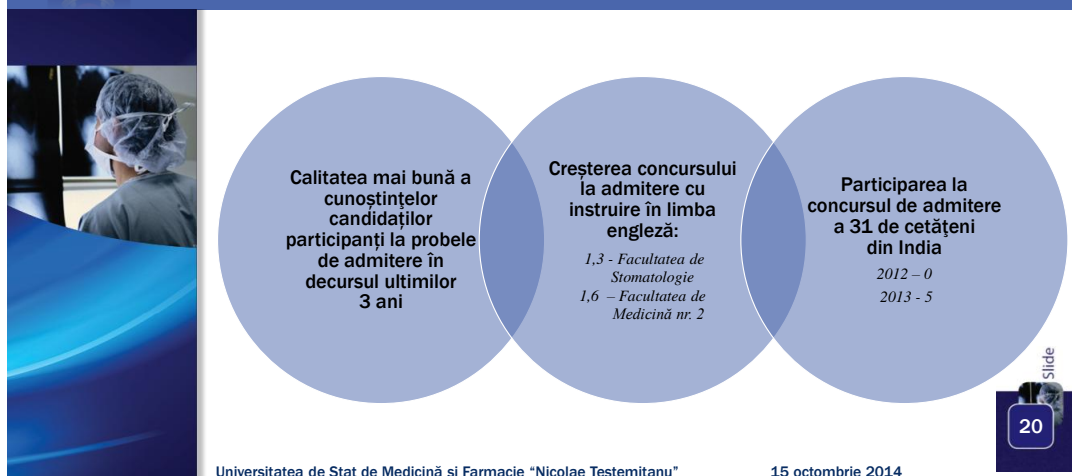 Calitatea mai bună a
cunoştinţelor
candidaților
participanți la probele
de admitere în
decursul ultimilor
3 ani
Creșterea concursului
la admitere cu
instruire în limba
engleză:
1,3 - Facultatea de
Stomatologie
1,6 – Facultatea de
Medicină nr. 2
Participarea la
concursul de admitere
a 31 de cetăţeni
din India
2012 – 0
2013 - 5
Slide
20
Universitatea de Stat de Medicină şi Farmacie “Nicolae Testemiţanu”
15 octombrie 2014